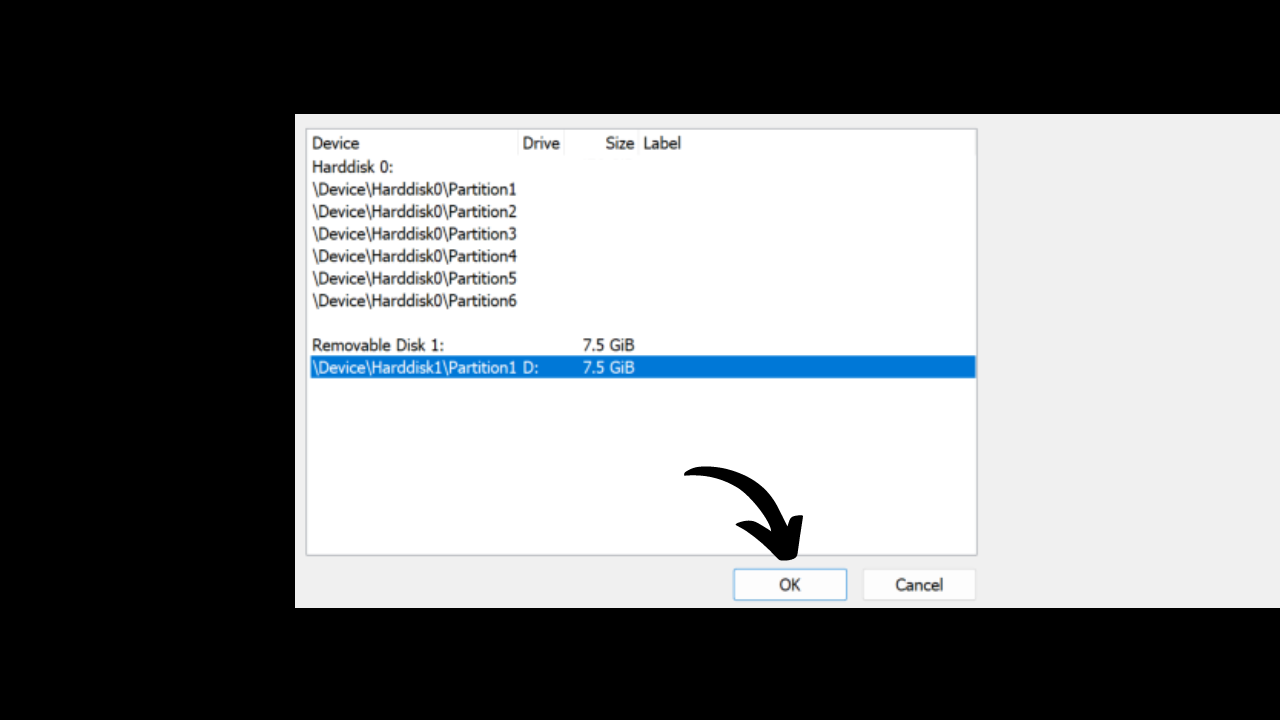 Device Drive Size Label
Harddisk 0:
\Device\Harddisk0\Partition1
\Device\Harddisk0\Partition2
\Device\Harddisk0\Partition3
\Device\Harddisk0\Partition4
\Device\Harddisk0\Partition5
\Device\Harddisk0\Partition6
Removable Disk 1: 7.5 GiB
\Device\Harddisk1\Partition1 D: 7.5 GiB
OK Cancel